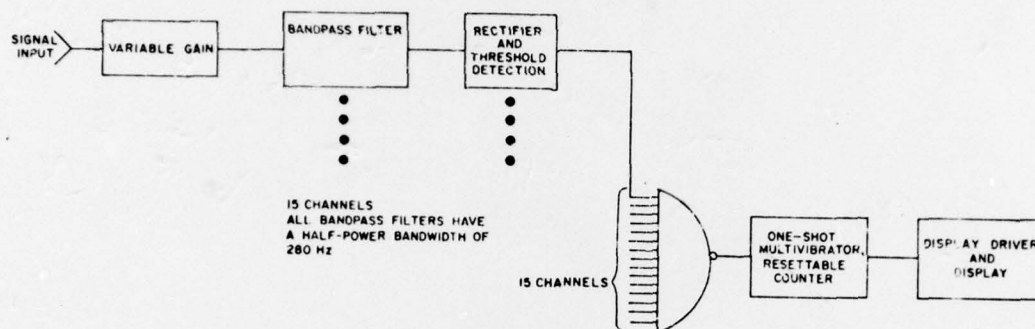 SIGNAL
INPUT
VARIABLE GAIN
BANDPASS FILTER
RECTIFIER
AND
THRESHOLD
DETECTION
15 CHANNELS
ALL BANDPASS FILTERS HAVE
A HALF-POWER BANDWIDTH OF
280 Hz
15 CHANNELS
ONE-SHOT
MULTIVIBRATOR,
RESETTABLE
COUNTER
DISPLAY DRIVER
AND
DISPLAY